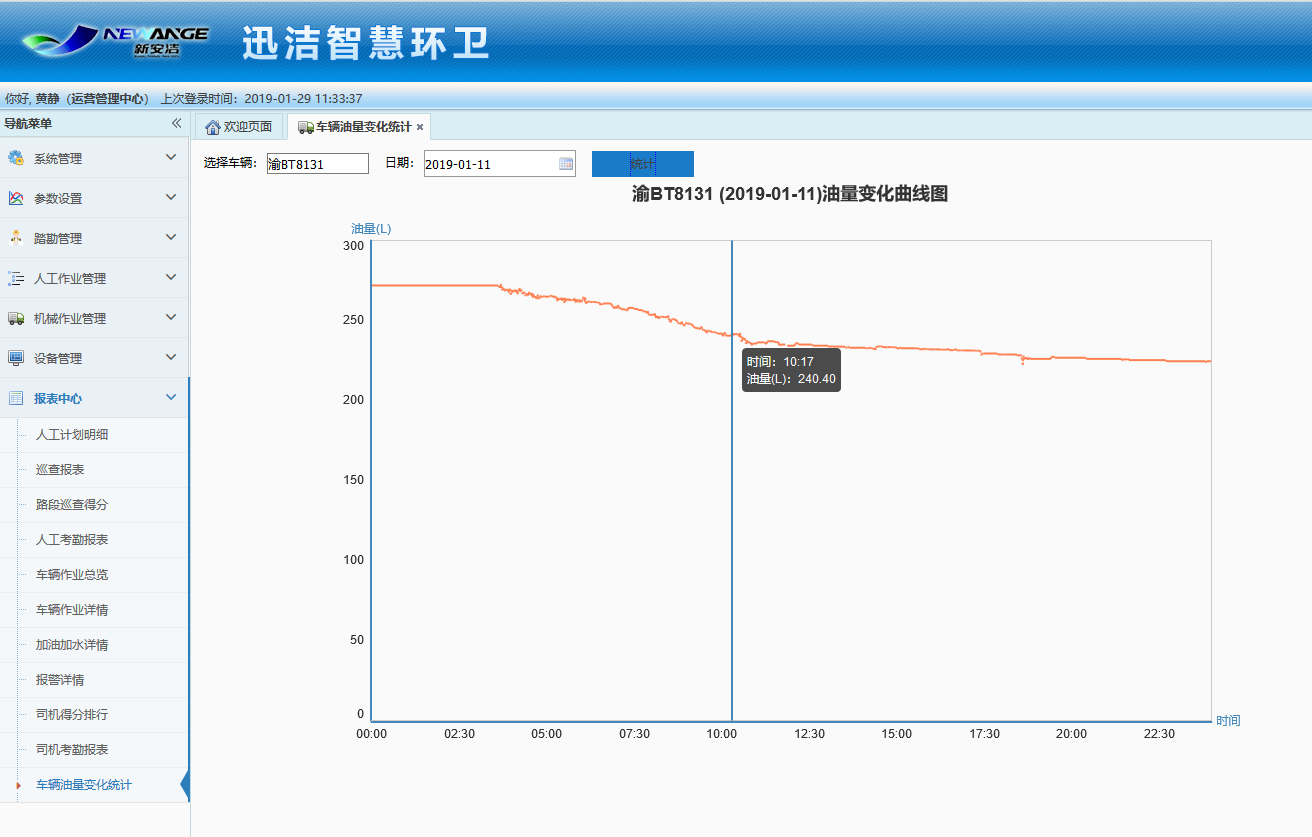 NEWANGE
新安洁
迅洁智慧环卫
你好, 黄静（运营管理中心） 上次登录时间：2019-01-29 11:33:37
导航菜单
欢迎页面
车辆油量变化统计
系统管理
参数设置
踏勘管理
人工作业管理
机械作业管理
设备管理
报表中心
人工计划明细
巡查报表
路段巡查得分
人工考勤报表
车辆作业总览
车辆作业详情
加油加水详情
报警详情
司机得分排行
司机考勤报表
车辆油量变化统计
选择车辆： 渝BT8131 日期： 2019-01-11 统计
渝BT8131 (2019-01-11)油量变化曲线图
油量(L)
300
250
200
150
100
50
0
时间：10:17
油量(L)：240.40
00:00 02:30 05:00 07:30 10:00 12:30 15:00 17:30 20:00 22:30
时间